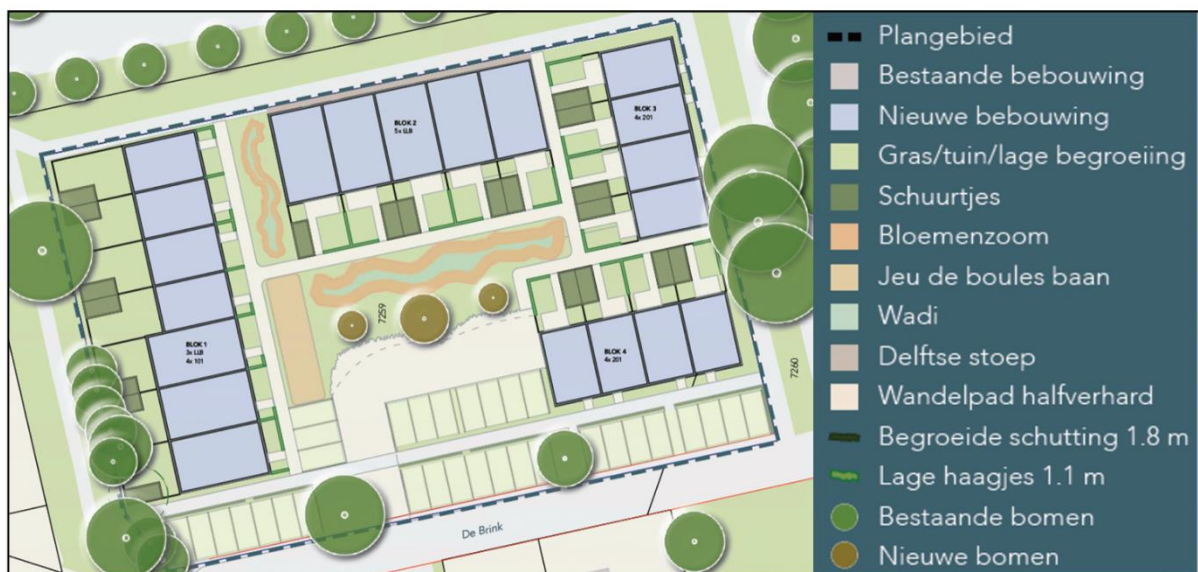 BLOK 2
5x LLB
BLOK 3
4x 201
7259
BLOK 1
3x LLB
4x 101
BLOK 4
4x 201
7260
De Brink
Plangebied
Bestaande bebouwing
Nieuwe bebouwing
Gras/tuin/lage begroeiing
Schuurtjes
Bloemenzoom
Jeu de boules baan
Wadi
Delftse stoep
Wandelpad halfverhard
Begroeide schutting 1.8 m
Lage haagjes 1.1 m
Bestaande bomen
Nieuwe bomen